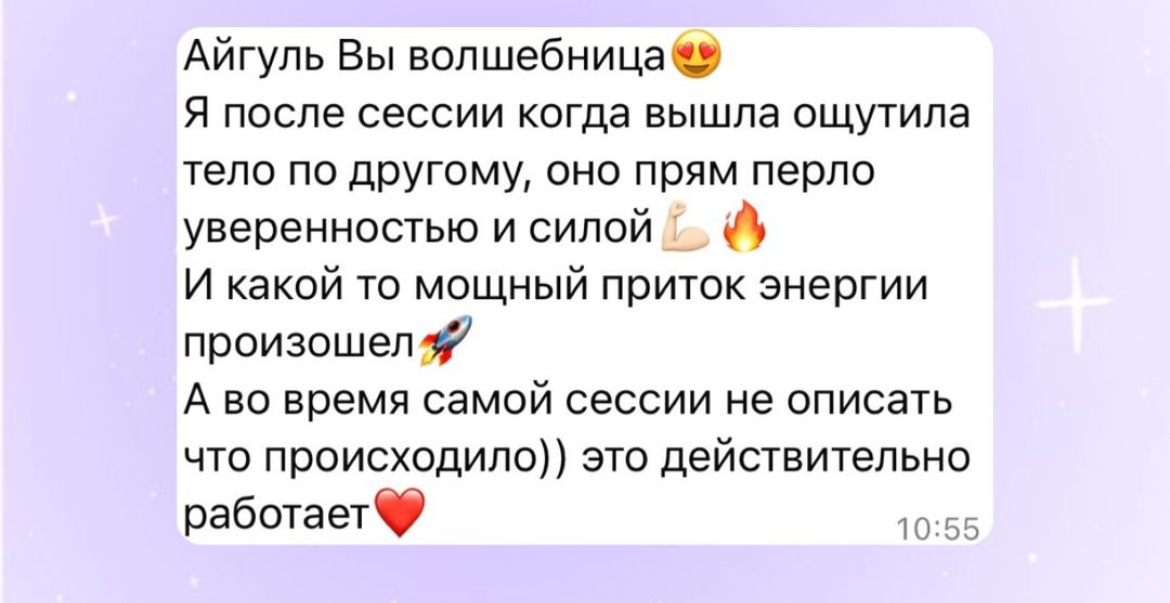 Айгуль Вы волшебница😍
Я после сессии когда вышла ощутила
тело по другому, оно прям перло
уверенностью и силой💪🏻🔥
И какой то мощный приток энергии
произошел🚀
А во время самой сессии не описать
что происходило)) это действительно
работает❤️
10:55